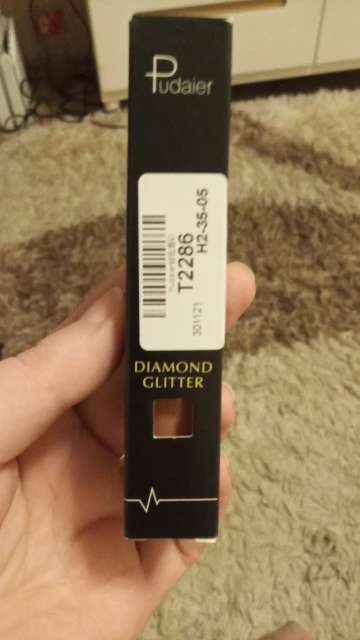 Pudaier
T2286
H2-35-05
301121
DIAMOND
GLITTER